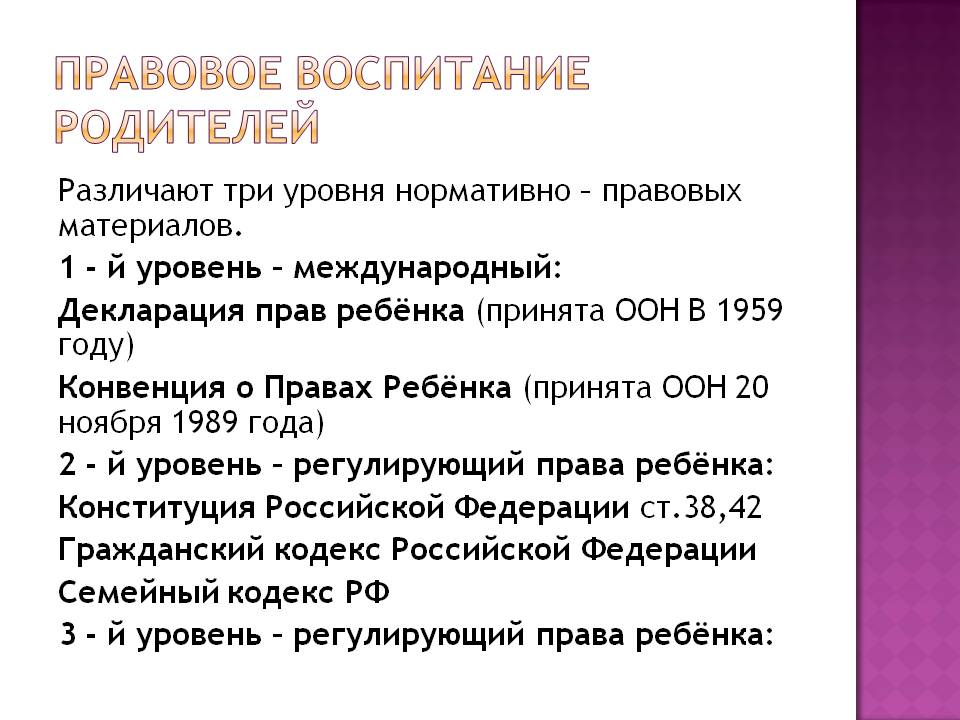 ПРАВОВОЕ ВОСПИТАНИЕ
РОДИТЕЛЕЙ
Различают три уровня нормативно – правовых
материалов.
1 - й уровень – международный:
Декларация прав ребёнка (принята ООН В 1959
году)
Конвенция о Правах Ребёнка (принята ООН 20
ноября 1989 года)
2 - й уровень – регулирующий права ребёнка:
Конституция Российской Федерации ст.38,42
Гражданский кодекс Российской Федерации
Семейный кодекс РФ
3 - й уровень – регулирующий права ребёнка: